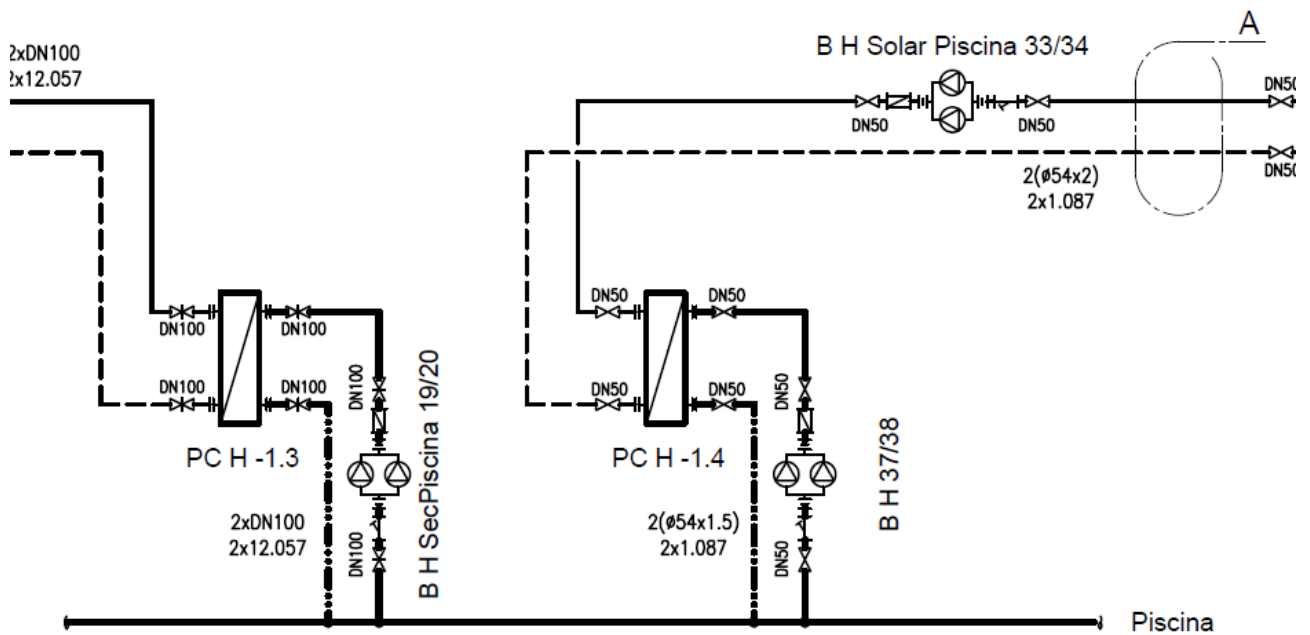 2xDN100
2x12.057
B H Solar Piscina 33/34
A
DN50
DN50
DN50
DN50
2(ø54x2)
2x1.087
DN100
DN100
DN50
DN50
DN100
DN100
DN50
DN50
DN100
B H SecPiscina 19/20
DN50
PC H -1.3
PC H -1.4
B H 37/38
2xDN100
2x12.057
DN100
2(ø54x1.5)
2x1.087
DN50
Piscina